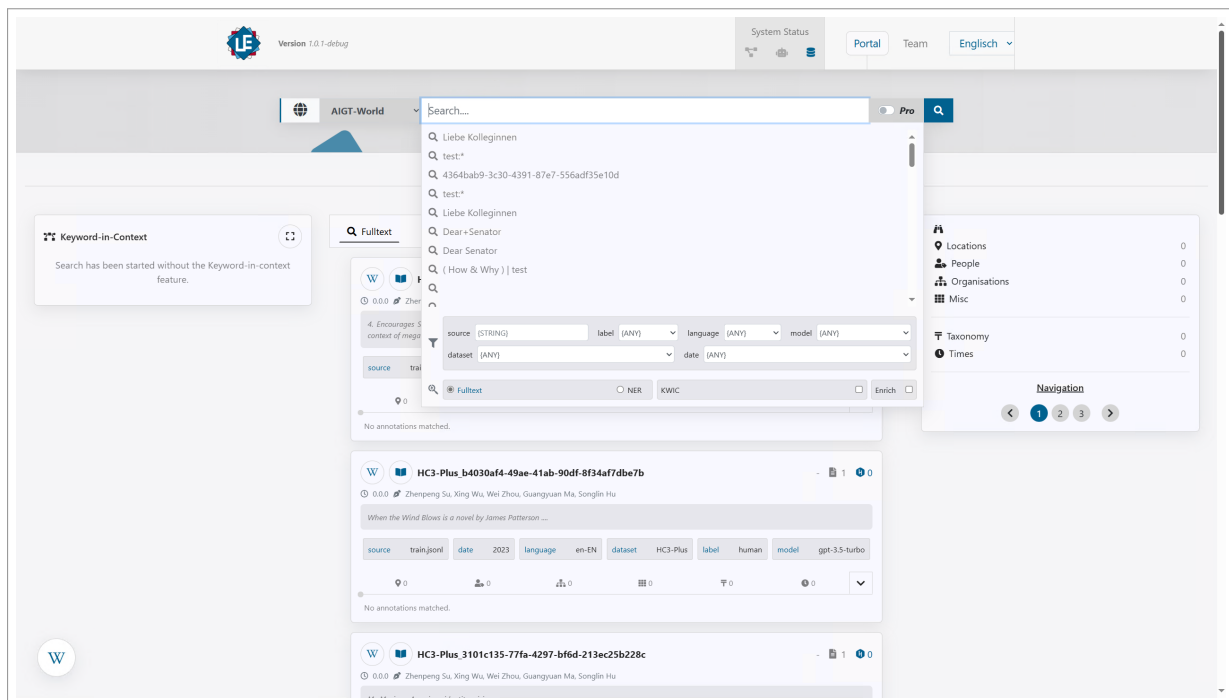 UE
Version 1.0.1-debug
System Status
Portal
Team
Englisch
AIGT-World
Search....
Pro
Liebe Kolleginnen
test:*
4364bab9-3c30-4391-87e7-556adf35e10d
test:*
Liebe Kolleginnen
Dear+Senator
Dear Senator
( How & Why ) | test
source {STRING} label {ANY} language {ANY} model {ANY}
dataset {ANY} date {ANY}
Fulltext NER KWIC Enrich
Keyword-in-Context
Search has been started without the Keyword-in-context
feature.
Fulltext
W
0.0.0
4. Encourages S
context of mega
source
0
No annotations matched.
W HC3-Plus_b4030af4-49ae-41ab-90df-8f34af7dbe7b - 1 0
0.0.0 Zhenpeng Su, Xing Wu, Wei Zhou, Guangyuan Ma, Songlin Hu
When the Wind Blows is a novel by James Patterson ....
source train.jsonl date 2023 language en-EN dataset HC3-Plus label human model gpt-3.5-turbo
0 0 0 0 0 0
No annotations matched.
W HC3-Plus_3101c135-77fa-4297-bf6d-213ec25b228c - 1 0
0.0.0 Zhenpeng Su, Xing Wu, Wei Zhou, Guangyuan Ma, Songlin Hu
Locations 0
People 0
Organisations 0
Misc 0
Taxonomy 0
Times 0
Navigation
1 2 3
W